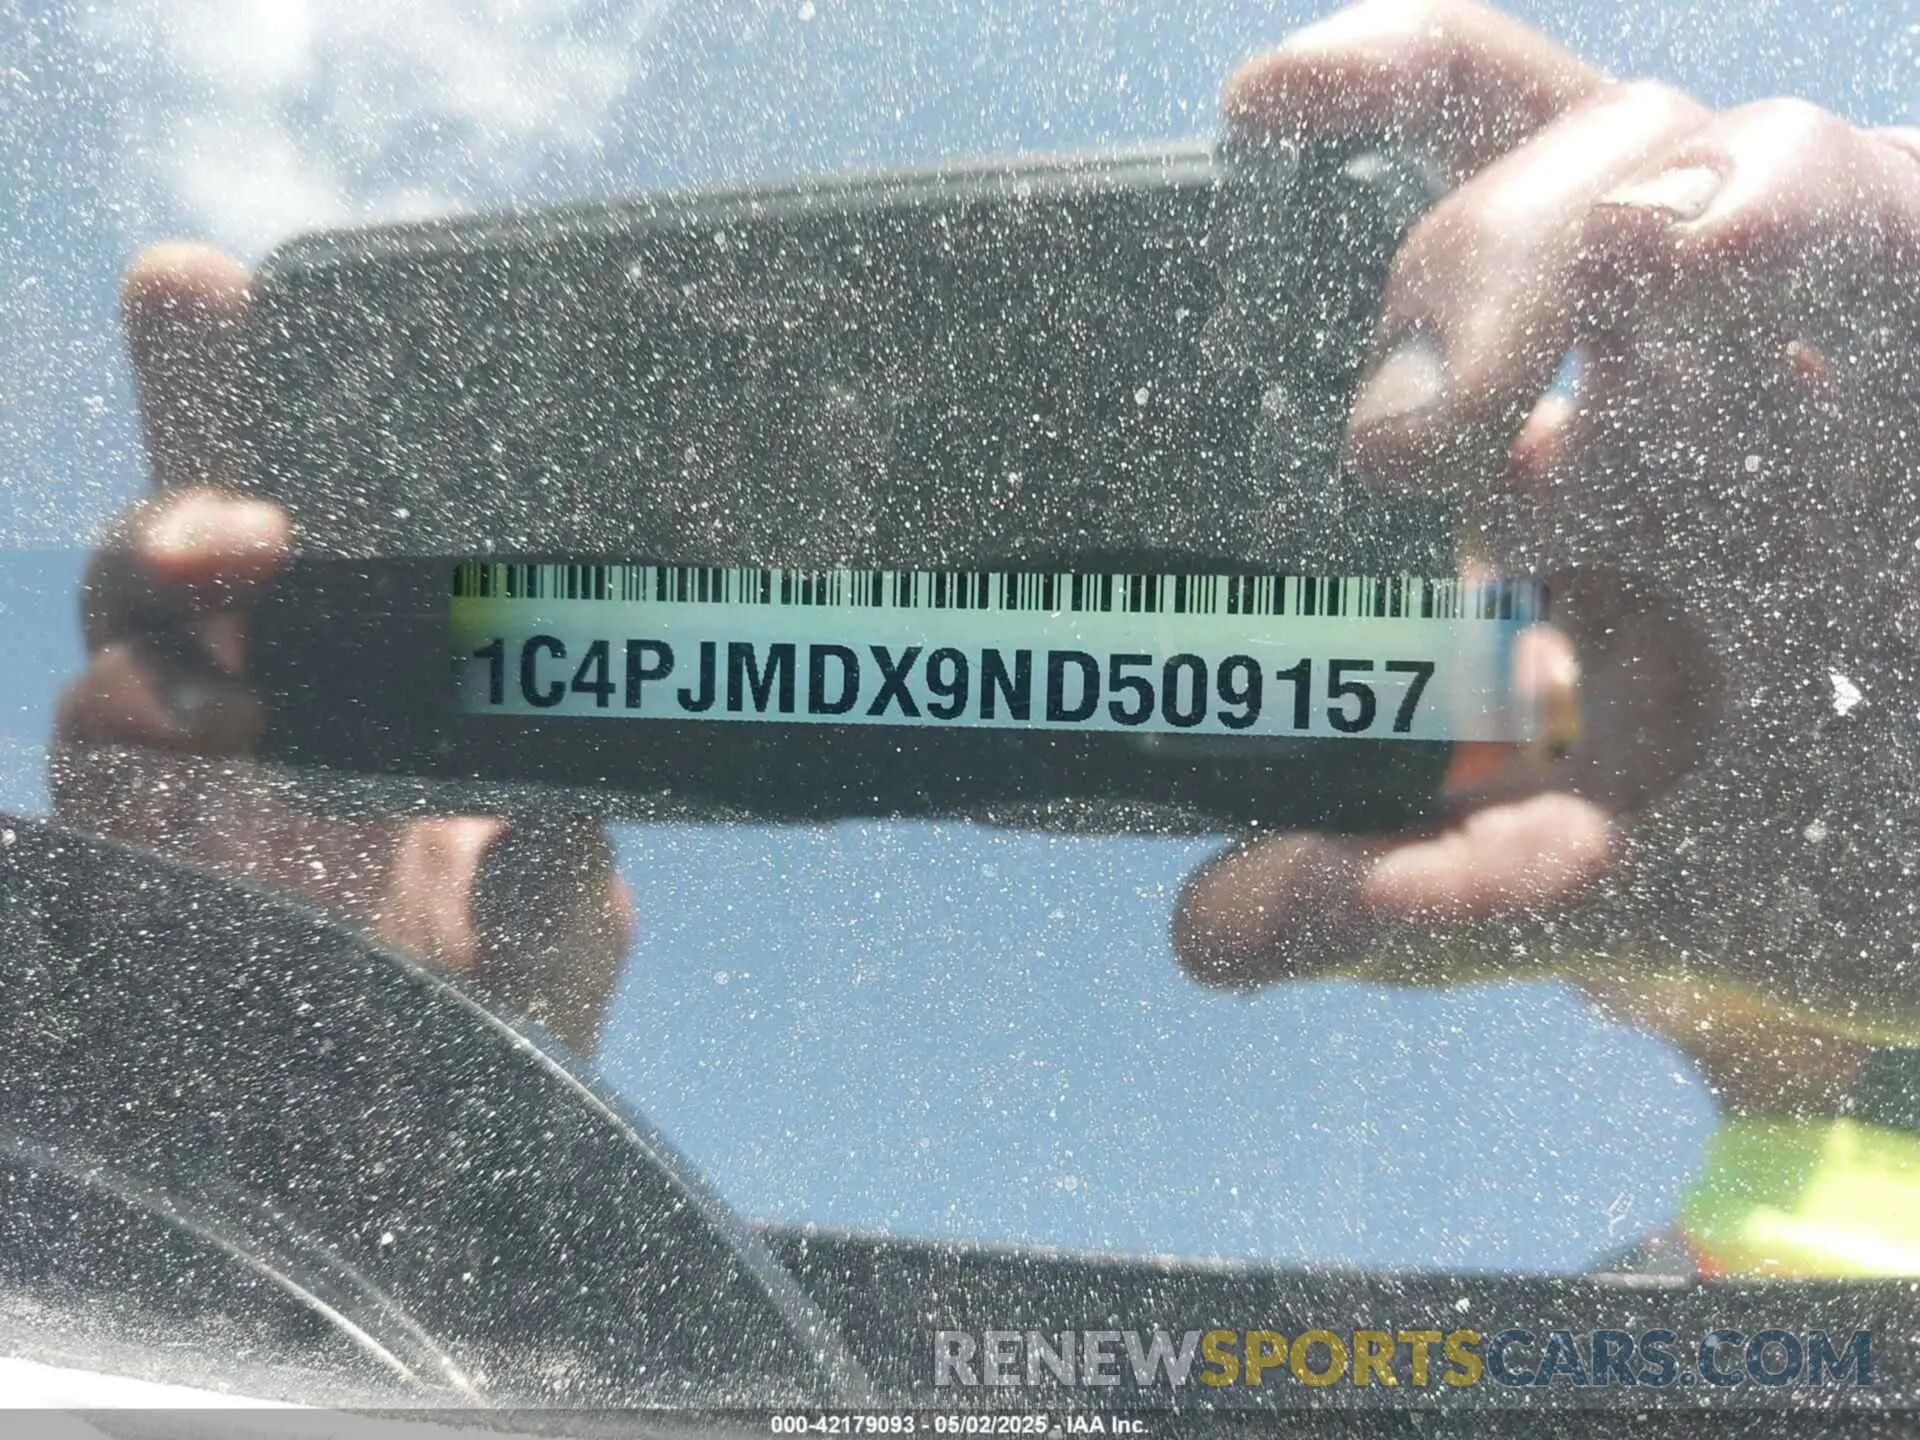 1C4PJMDX9ND509157
RENEWSPORTSCARS.COM
000-42179093 - 05/02/2025 - IAA Inc.